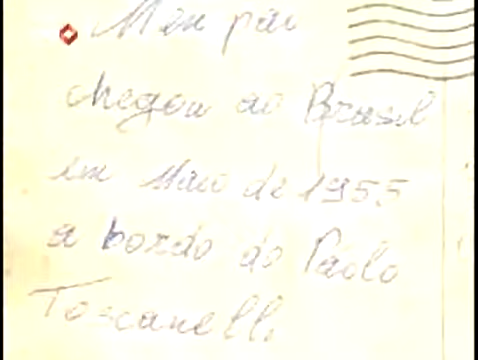 Meu pai
chegou ao Brasil
em Maio de 1955
a bordo do Paolo
Toscanelli